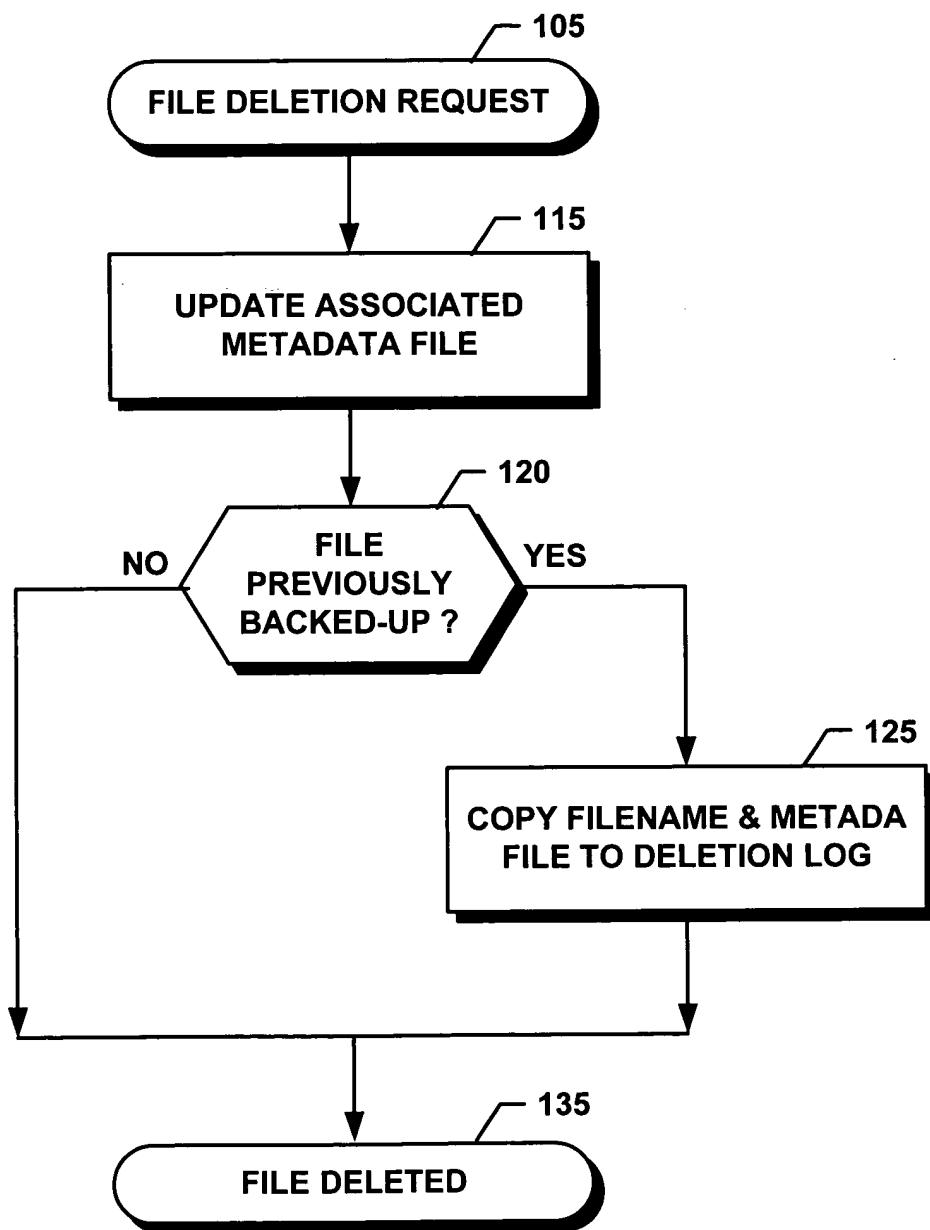 105
FILE DELETION REQUEST
115
UPDATE ASSOCIATED
METADATA FILE
120
FILE
PREVIOUSLY
BACKED-UP ?
NO
YES
125
COPY FILENAME & METADA
FILE TO DELETION LOG
135
FILE DELETED